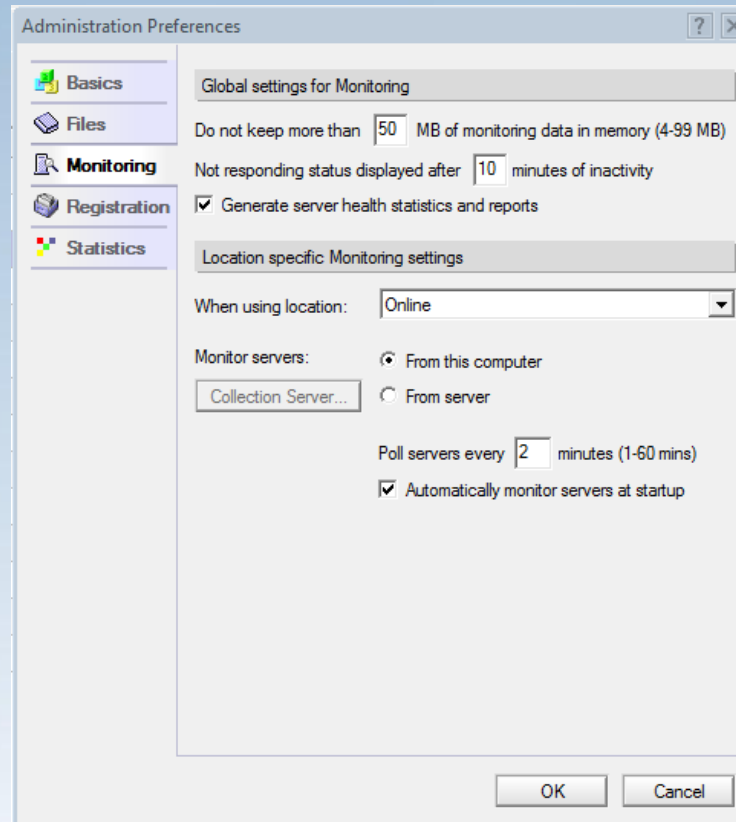 Administration Preferences
Basics
Files
Monitoring
Registration
Statistics
Global settings for Monitoring
Do not keep more than 50 MB of monitoring data in memory (4-99 MB)
Not responding status displayed after 10 minutes of inactivity
Generate server health statistics and reports
Location specific Monitoring settings
When using location: Online
Monitor servers: From this computer
Collection Server... From server
Poll servers every 2 minutes (1-60 mins)
Automatically monitor servers at startup
OK Cancel